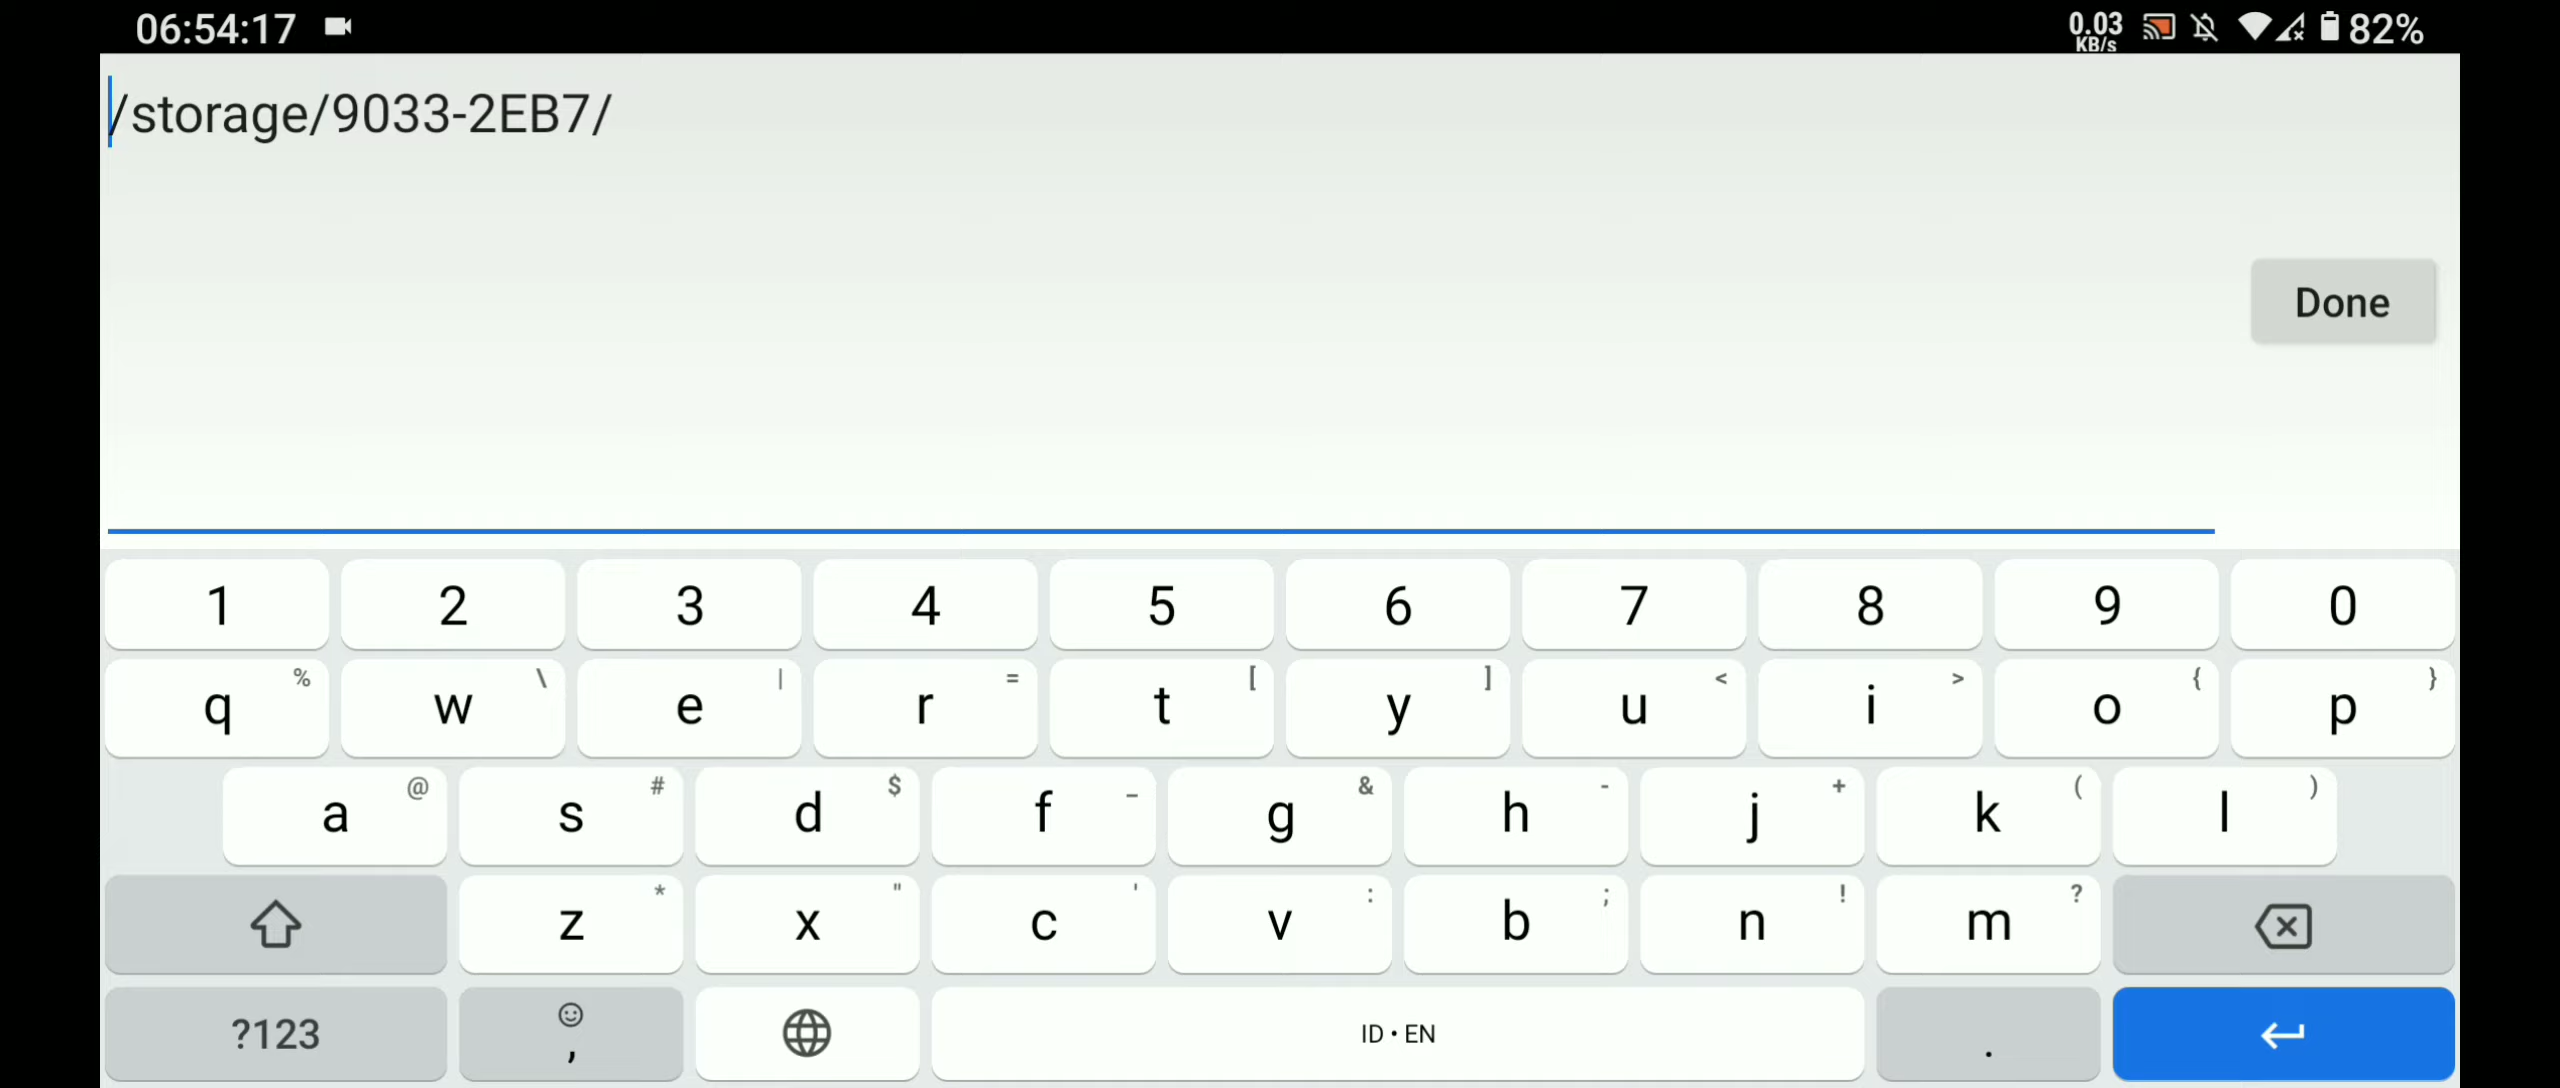 06:54:17 0.03 KB/s 82%
/storage/9033-2EB7/
Done
1 2 3 4 5 6 7 8 9 0
q % w \ e | r = t [ y ] u < i > o { p }
a @ s # d $ f _ g & h - j + k ( l )
z * x " c ' v : b ; n ! m ?
?123 , ID • EN .